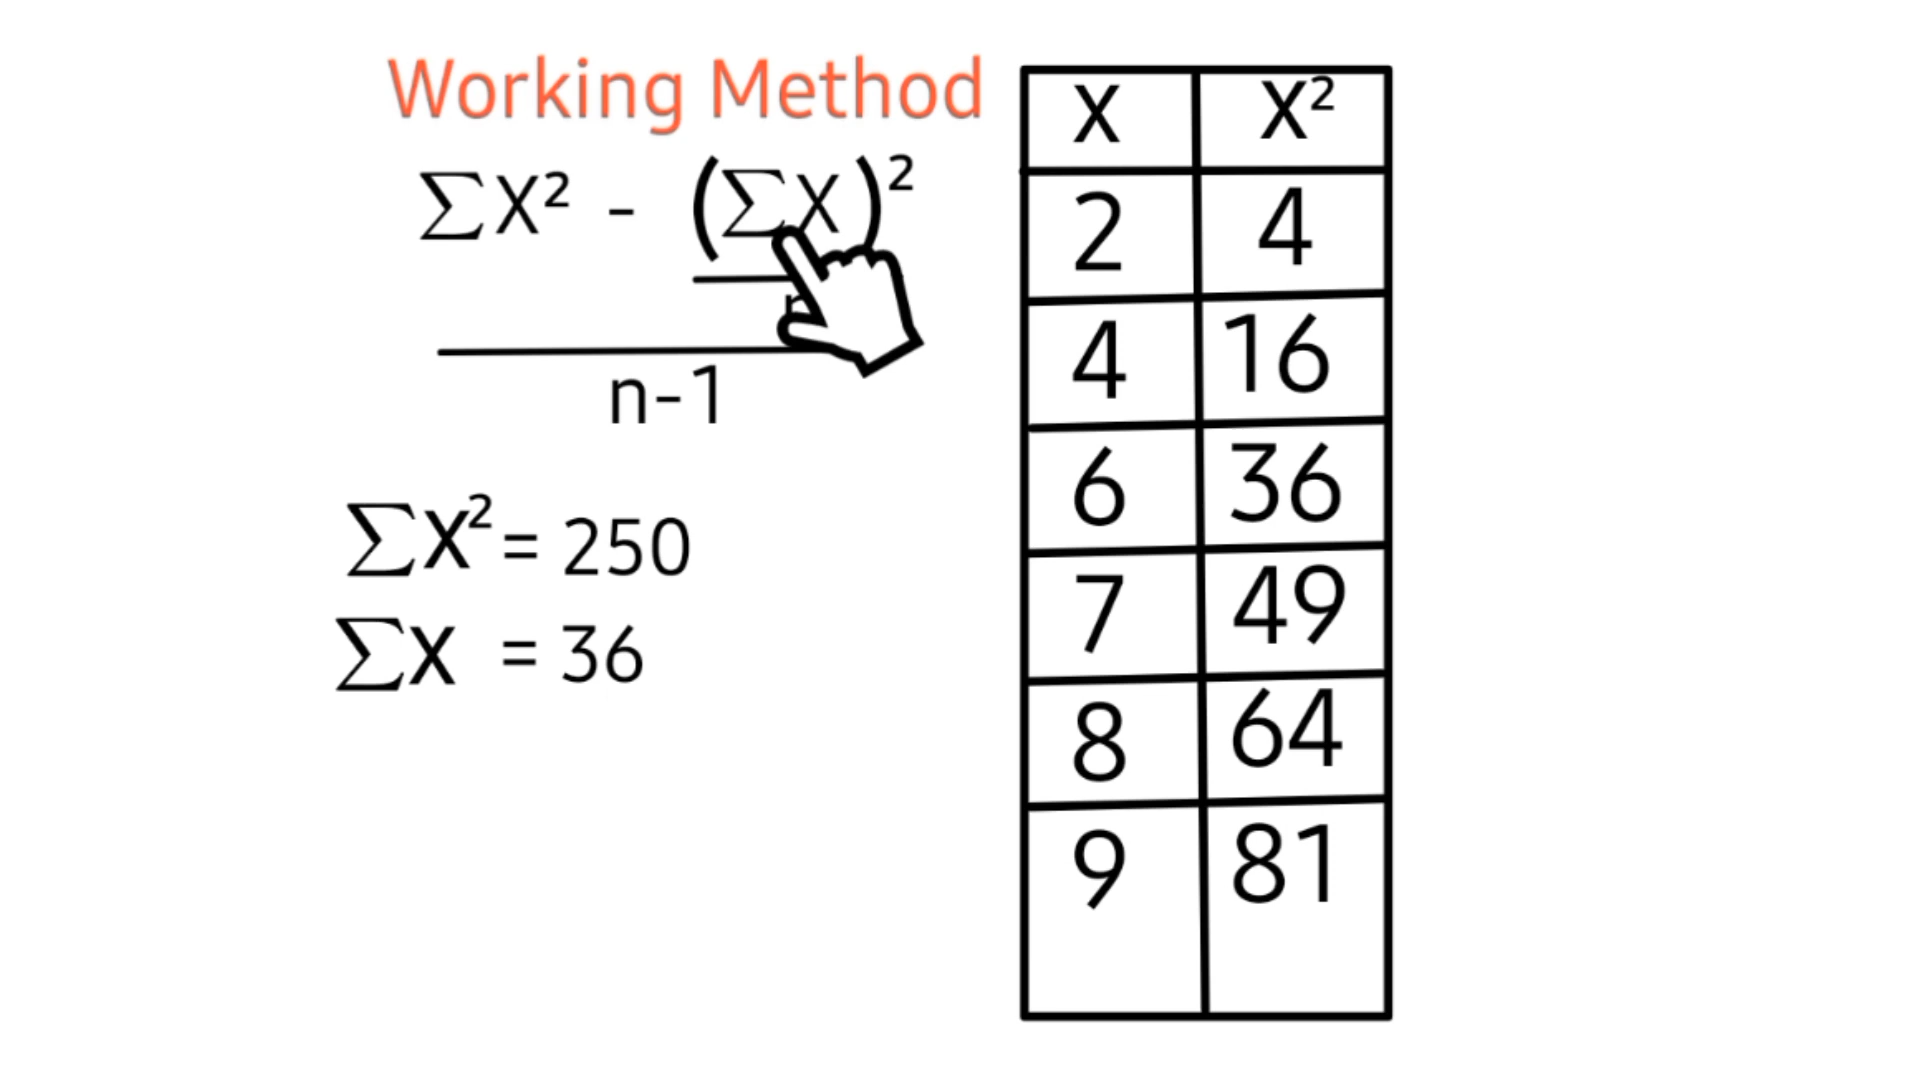 Working Method
∑X² - (∑X)²
n-1
∑X² = 250
∑X = 36
X X²
2 4
4 16
6 36
7 49
8 64
9 81